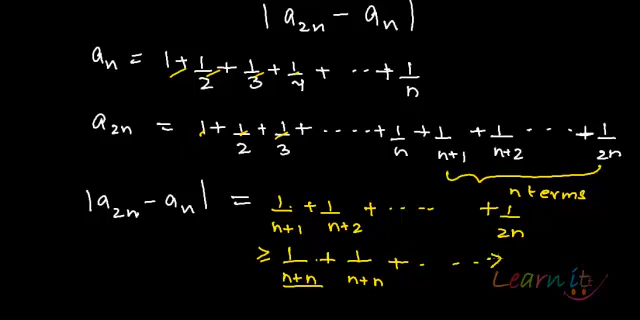 |a₂ₙ − aₙ|
aₙ = 1 + 1/2 + 1/3 + 1/4 + ⋯ + 1/n
a₂ₙ = 1 + 1/2 + 1/3 + ⋯⋯ + 1/n + 1/(n+1) + 1/(n+2) ⋯ + 1/2n
n terms
|a₂ₙ − aₙ| = 1/(n+1) + 1/(n+2) + ⋯⋯ + 1/2n
≥ 1/(n+n) + 1/(n+n) + ⋯ ⋯
Learnit